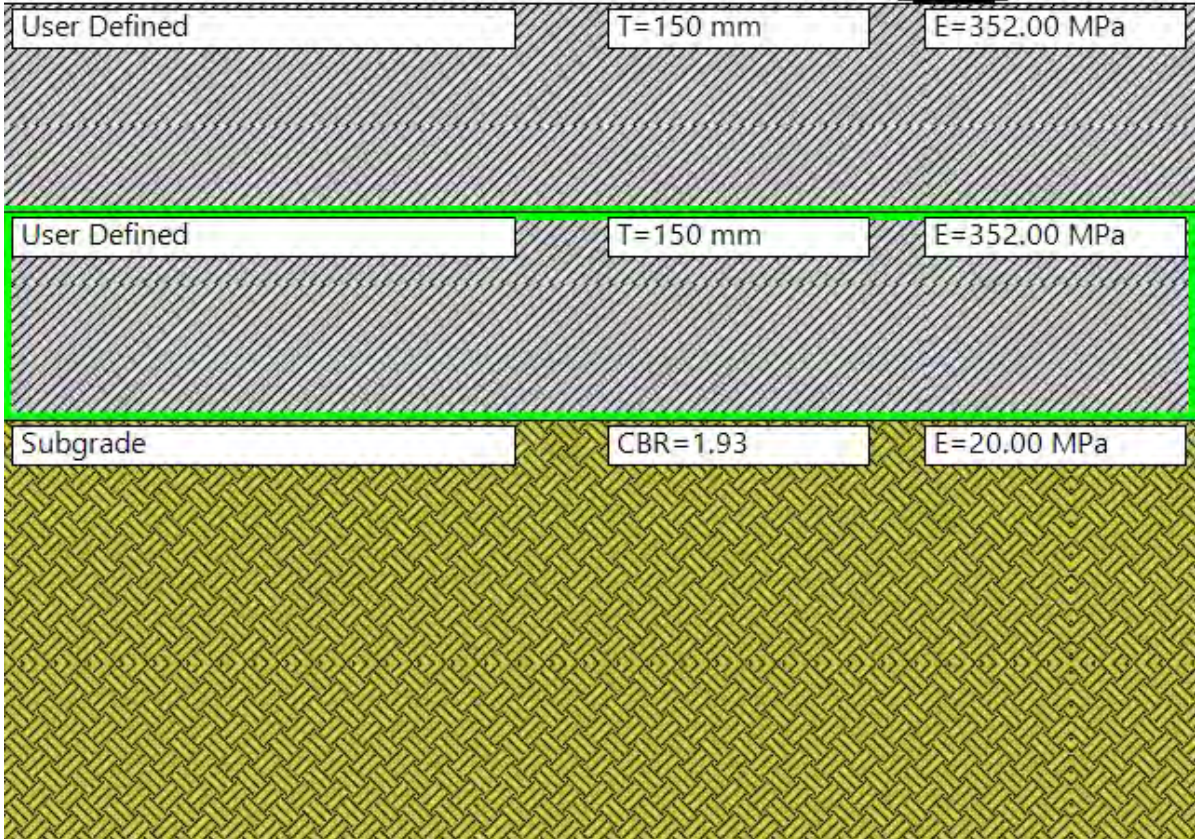 User Defined T=150 mm E=352.00 MPa
User Defined T=150 mm E=352.00 MPa
Subgrade CBR=1.93 E=20.00 MPa